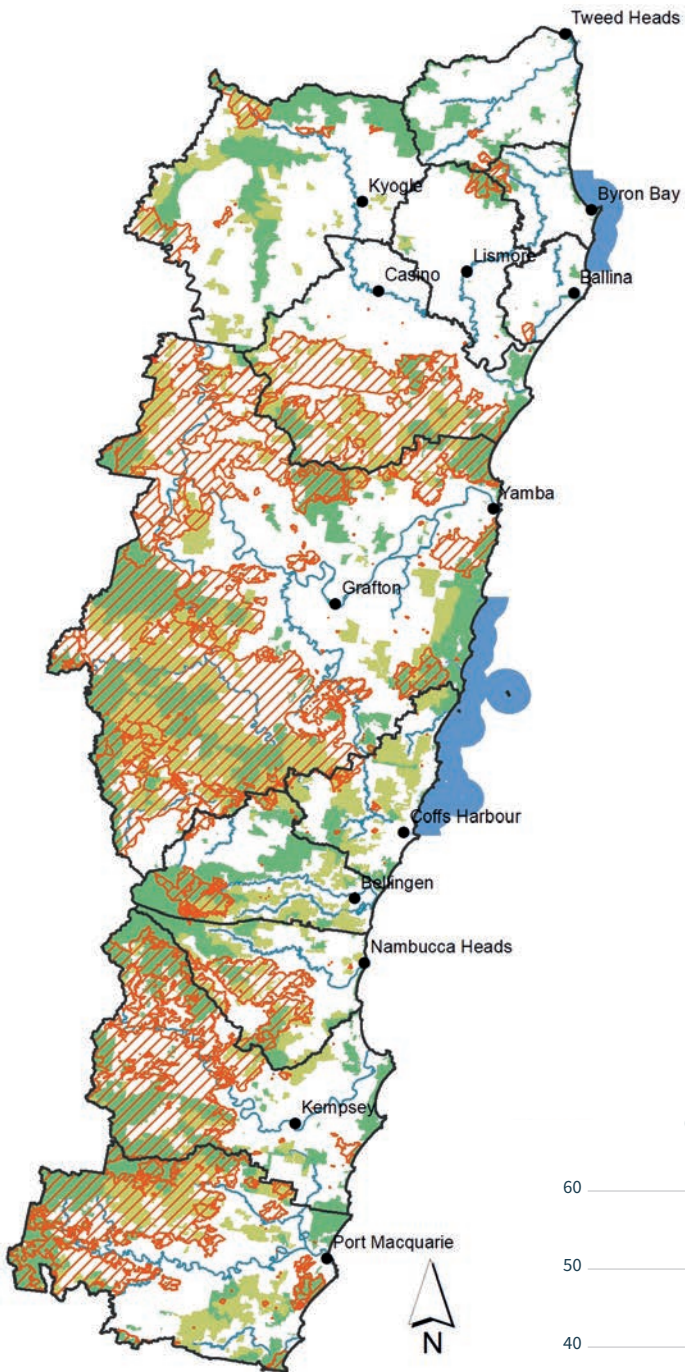 Tweed Heads
Kyogle
Byron Bay
Lismore
Casino
Ballina
Yamba
Grafton
Coffs Harbour
Bellingen
Nambucca Heads
Kempsey
60
Port Macquarie
50
N
40